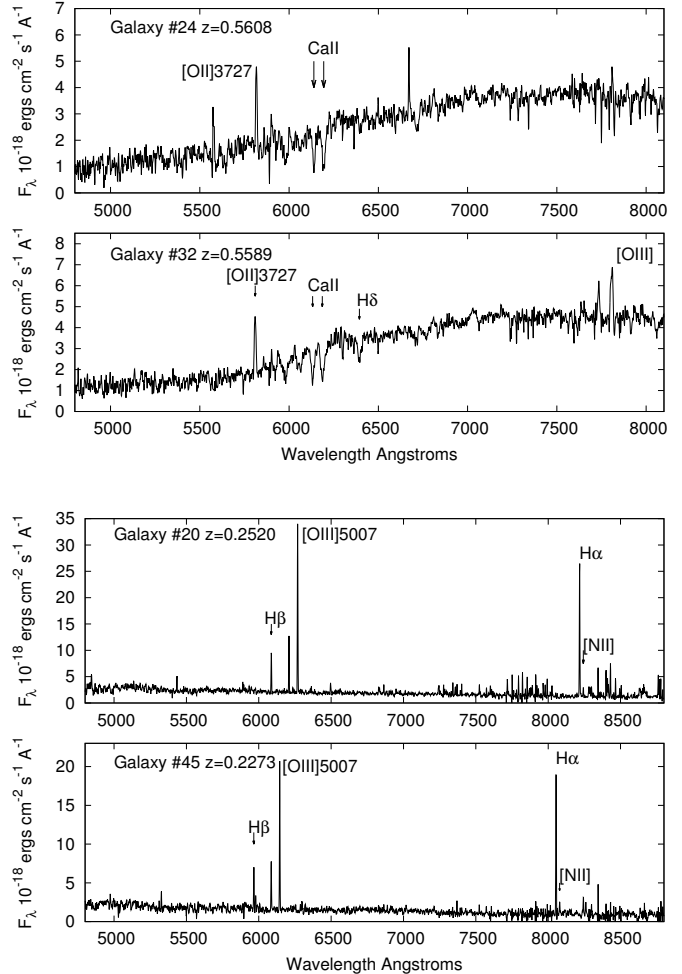 Galaxy #24 z=0.5608
CaII
[OII]3727
7
6
5
4
3
2
1
0
F_λ 10^-18 ergs cm^-2 s^-1 A^-1
5000 5500 6000 6500 7000 7500 8000
Galaxy #32 z=0.5589
[OIII]
[OII]3727
CaII
Hδ
8
7
6
5
4
3
2
1
0
F_λ 10^-18 ergs cm^-2 s^-1 A^-1
5000 5500 6000 6500 7000 7500 8000
Wavelength Angstroms
Galaxy #20 z=0.2520
[OIII]5007
Hα
Hβ
[NII]
35
30
25
20
15
10
5
0
F_λ 10^-18 ergs cm^-2 s^-1 A^-1
5000 5500 6000 6500 7000 7500 8000 8500
Galaxy #45 z=0.2273
[OIII]5007
Hα
Hβ
[NII]
20
15
10
5
0
F_λ 10^-18 ergs cm^-2 s^-1 A^-1
5000 5500 6000 6500 7000 7500 8000 8500
Wavelength Angstroms